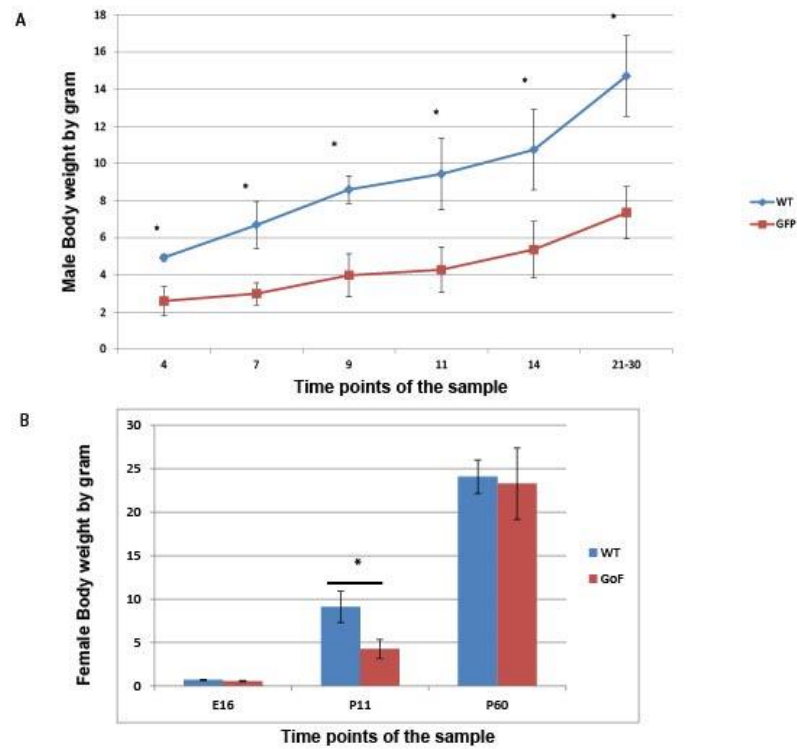 A
18
16
14
12
10
8
6
4
2
0
Male Body weight by gram
*
*
*
*
*
*
4 7 9 11 14 21-30
Time points of the sample
WT
GFP
B
30
25
20
15
10
5
0
Female Body weight by gram
*
E16 P11 P60
Time points of the sample
WT
GoF